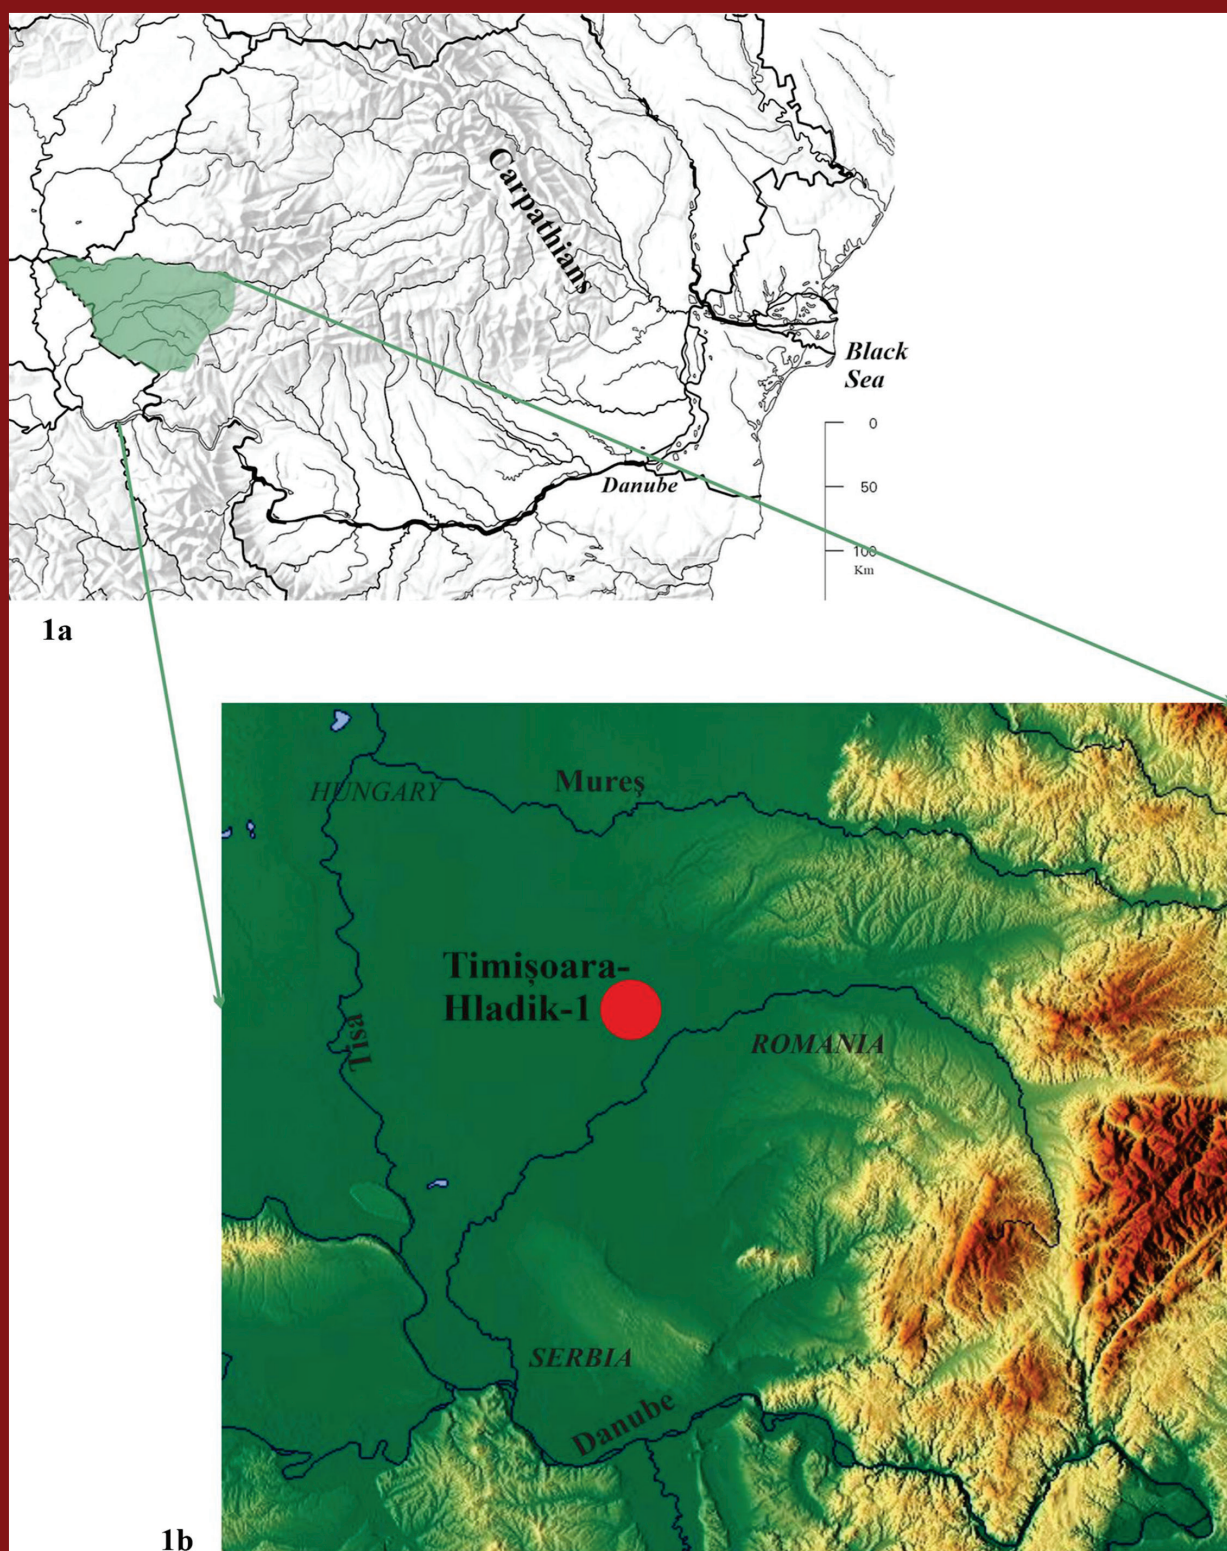 Carpathians
Black
Sea
0
50
100
Km
Danube
1a
HUNGARY
Mureş
Timişoara-
Hladik-1
Tisa
ROMANIA
SERBIA
Danube
1b